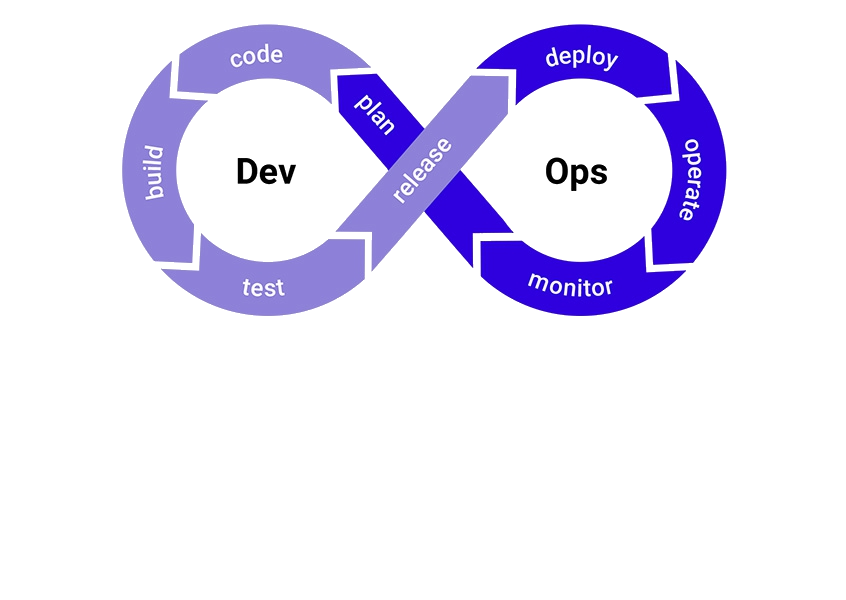 code
deploy
plan
build
Dev
release
Ops
operate
test
monitor